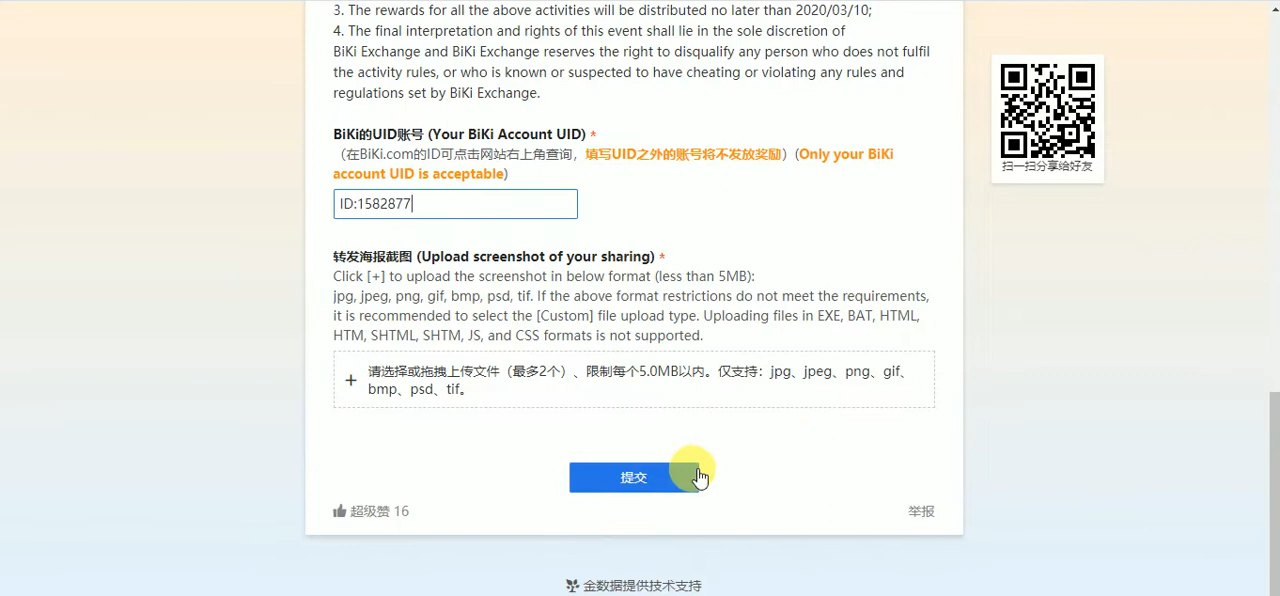 3. The rewards for all the above activities will be distributed no later than 2020/03/10;
4. The final interpretation and rights of this event shall lie in the sole discretion of
BiKi Exchange and BiKi Exchange reserves the right to disqualify any person who does not fulfil
the activity rules, or who is known or suspected to have cheating or violating any rules and
regulations set by BiKi Exchange.
BiKi的UID账号 (Your BiKi Account UID) *
（在BiKi.com的ID可点击网站右上角查询，填写UID之外的账号将不发放奖励）(Only your BiKi
account UID is acceptable)
ID:1582877
转发海报截图 (Upload screenshot of your sharing) *
Click [+] to upload the screenshot in below format (less than 5MB):
jpg, jpeg, png, gif, bmp, psd, tif. If the above format restrictions do not meet the requirements,
it is recommended to select the [Custom] file upload type. Uploading files in EXE, BAT, HTML,
HTM, SHTML, SHTM, JS, and CSS formats is not supported.
+ 请选择或拖拽上传文件（最多2个）、限制每个5.0MB以内。仅支持：jpg、jpeg、png、gif、
bmp、psd、tif。
提交
超级赞 16
举报
金数据提供技术支持
扫一扫分享给好友